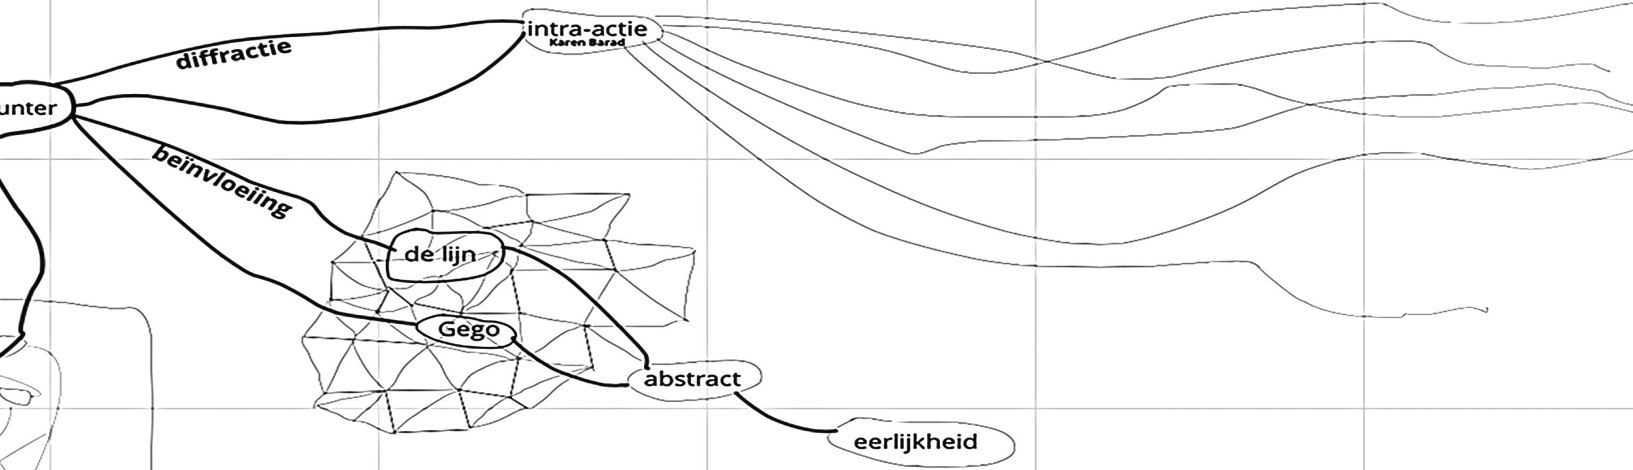 intra-actie
Karen Barad
diffractie
unter
beïnvloeiing
de lijn
Gego
abstract
eerlijkheid